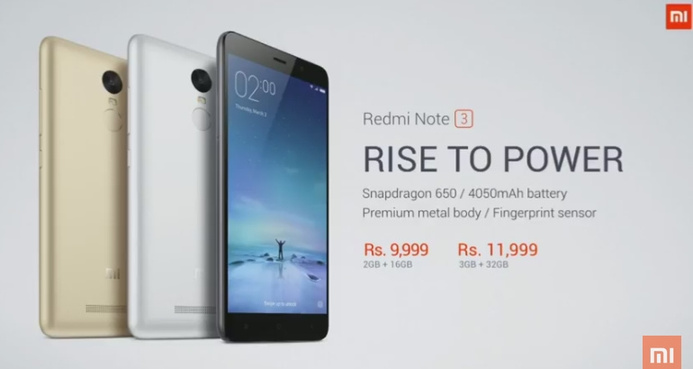 mi
02:00
Redmi Note 3
RISE TO POWER
Snapdragon 650 / 4050mAh battery
Premium metal body / Fingerprint sensor
Rs. 9,999 Rs. 11,999
2GB + 16GB 3GB + 32GB
mi
mi